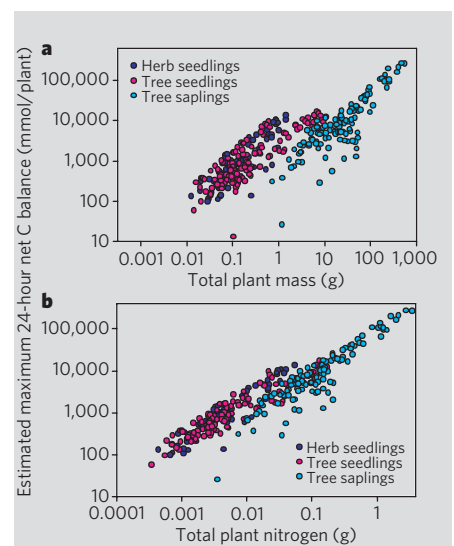 Estimated maximum 24-hour net C balance (mmol/plant)
a
Herb seedlings
Tree seedlings
Tree saplings
100,000
10,000
1,000
100
10
0.001 0.01 0.1 1 10 100 1,000
Total plant mass (g)
b
100,000
10,000
1,000
100
10
Herb seedlings
Tree seedlings
Tree saplings
0.0001 0.001 0.01 0.1 1
Total plant nitrogen (g)